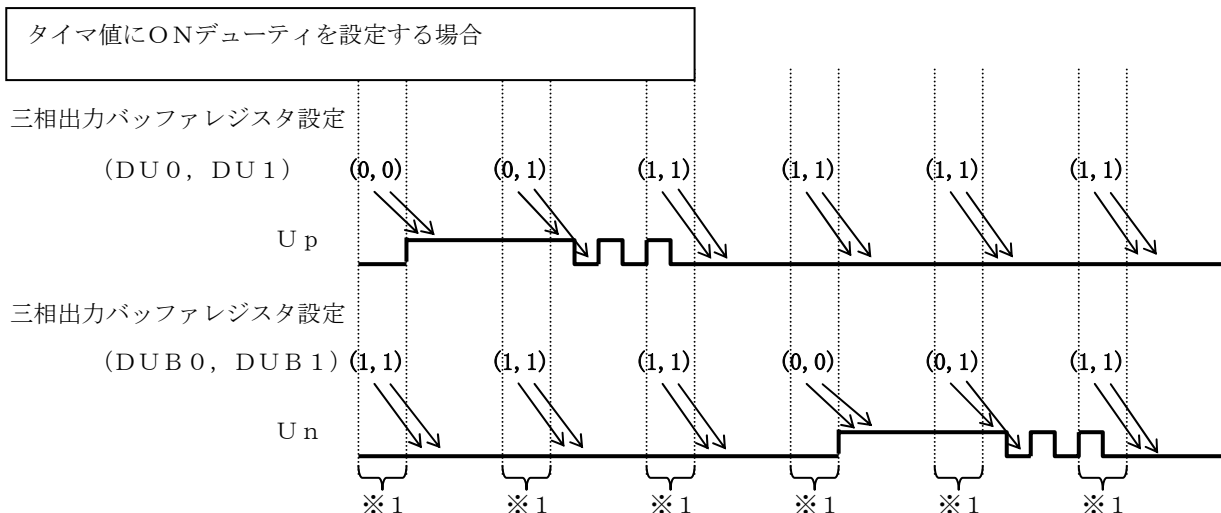 タイマ値にＯＮデューティを設定する場合
三相出力バッファレジスタ設定
（ＤＵ０，ＤＵ１） (0,0) (0,1) (1,1) (1,1) (1,1) (1,1)
Ｕｐ
三相出力バッファレジスタ設定
（ＤＵＢ０，ＤＵＢ１） (1,1) (1,1) (1,1) (0,0) (0,1) (1,1)
Ｕｎ
※１ ※１ ※１ ※１ ※１ ※１